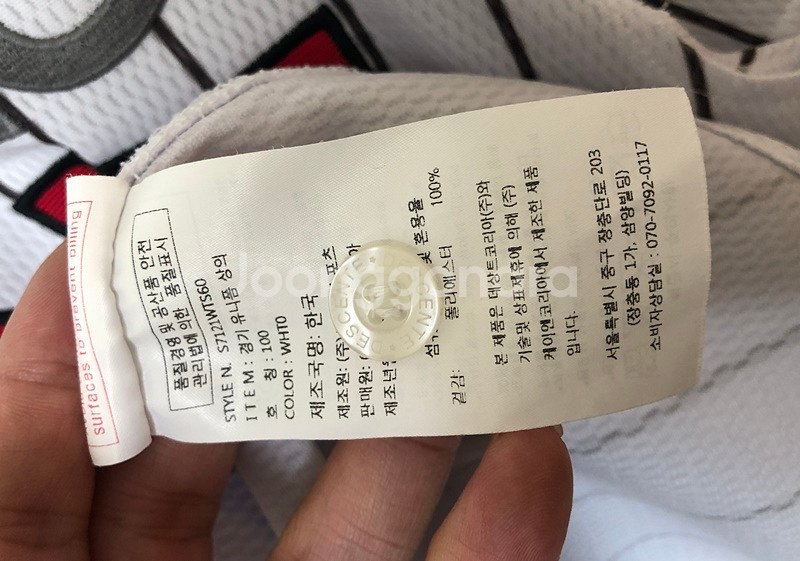 surfaces to prevent pilling
품질경영 및 공산품 안전
관리법에 의한 품질표시
STYLE N. S7121WTS60
ITEM : 경기 유니폼 상의
호 칭 : 100
COLOR : WHT0
제조국명 : 한국
제조원 : (주)
판매원 :
혼용율
겉감: 폴리에스터 100%
본 제품은 데상트코리아(주)와
기술및 상표제휴에 의해 (주)
케이엔코리아에서 제조한 제품
입니다.
서울특별시 중구 장충단로 203
(장충동 1가, 삼양빌딩)
소비자상담실 : 070-7092-0117
Joonggonara